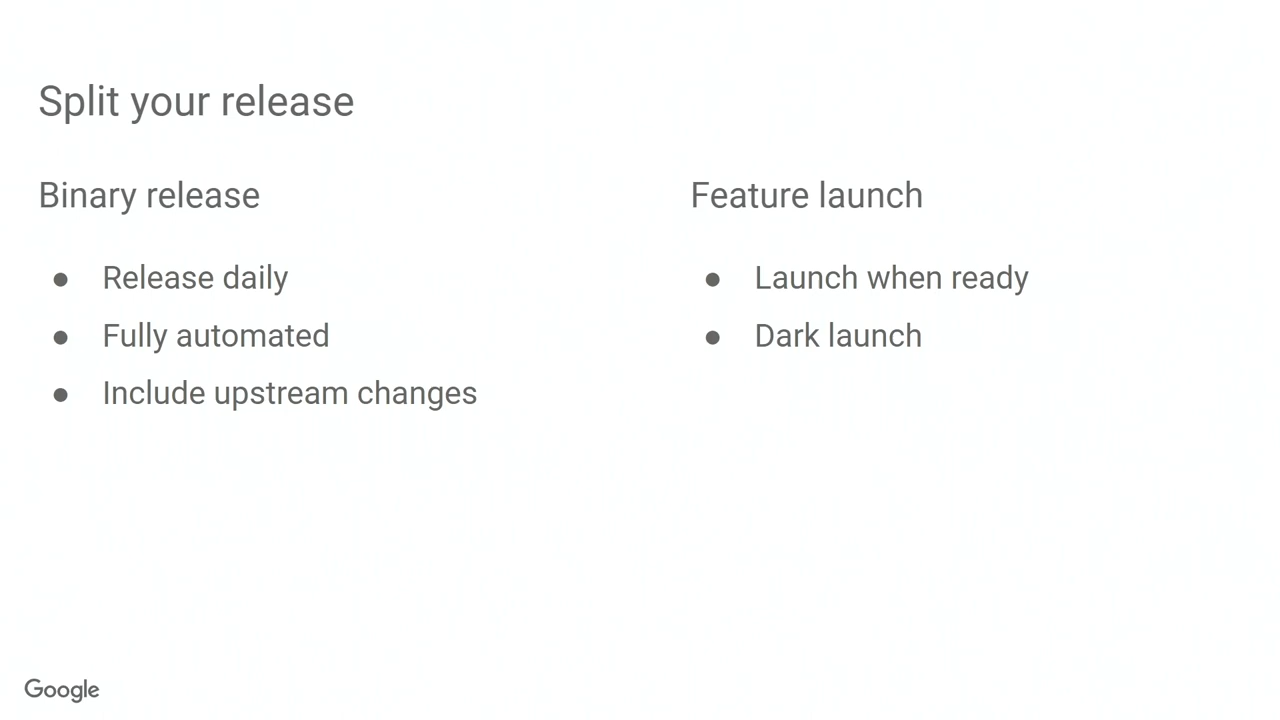 Split your release
Binary release
● Release daily
● Fully automated
● Include upstream changes
Feature launch
● Launch when ready
● Dark launch
Google